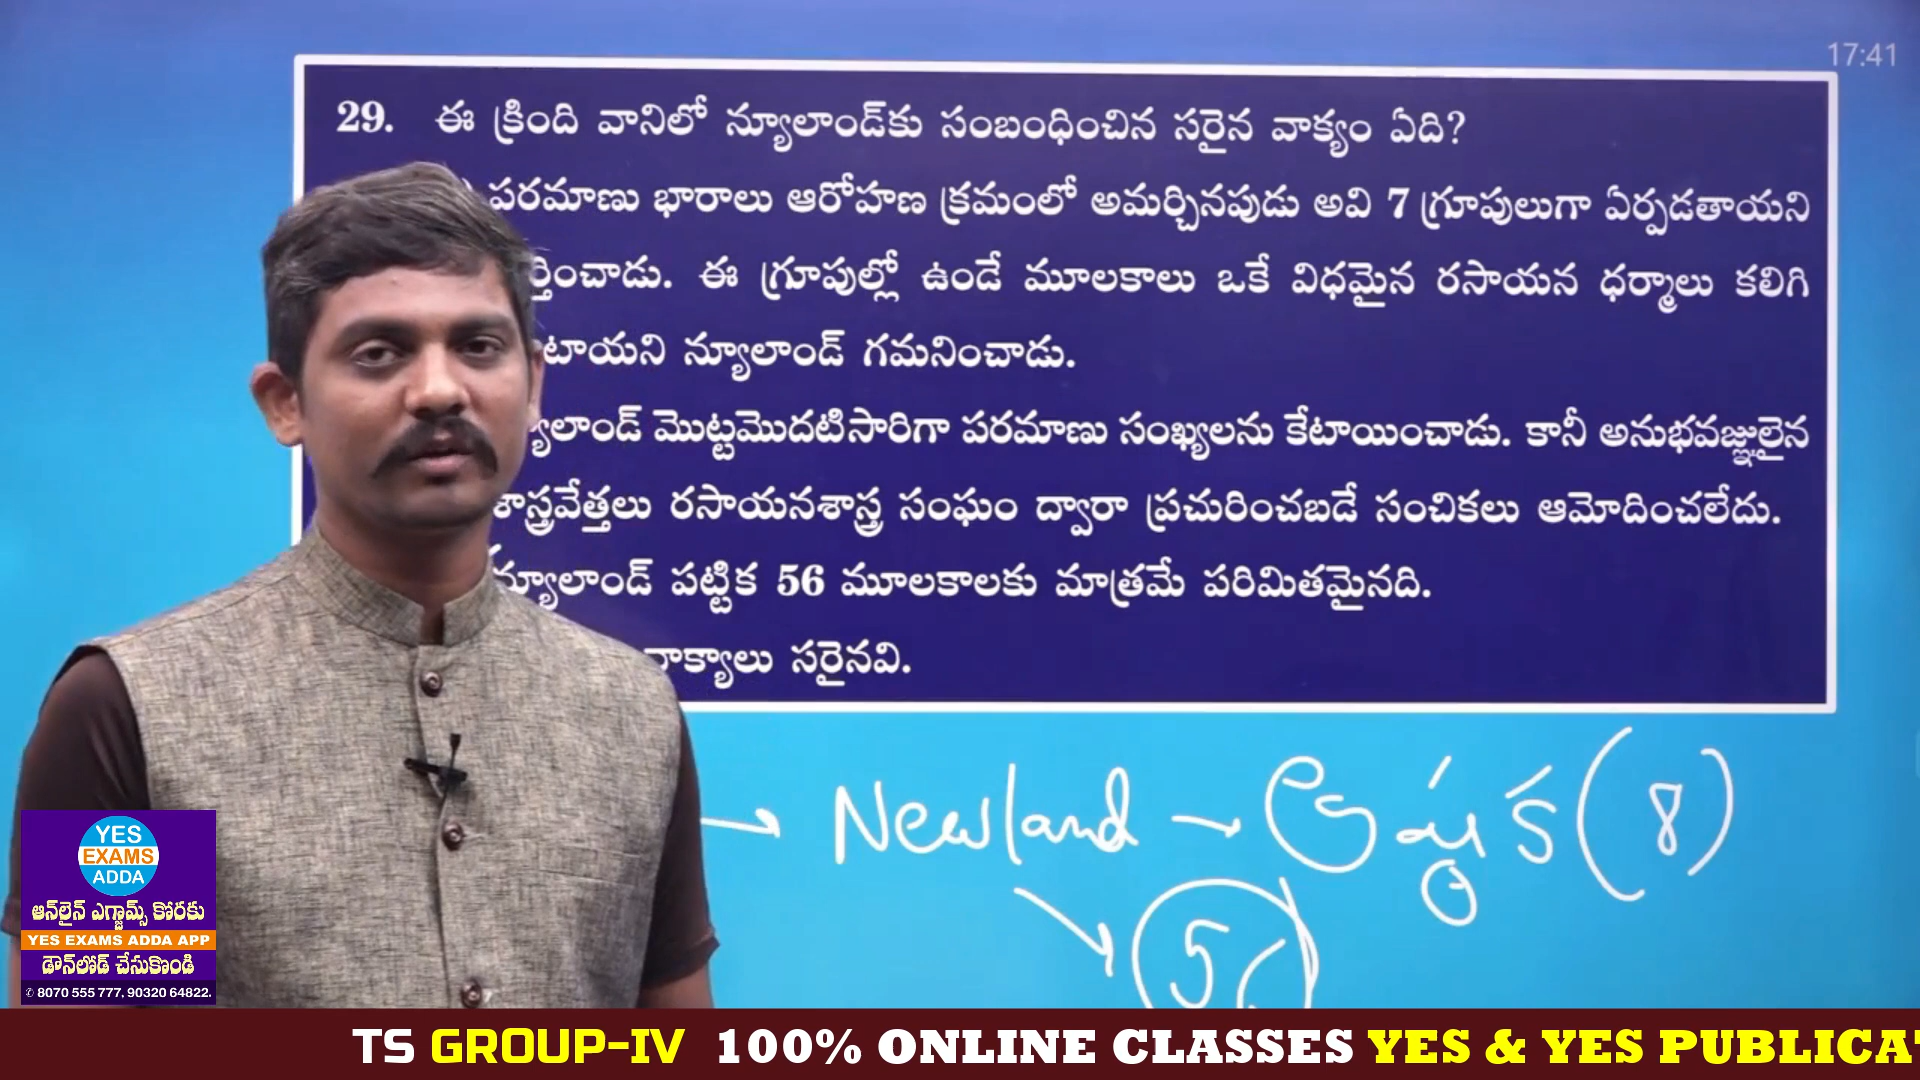 17:41
29. ఈ క్రింది వానిలో న్యూలాండ్‌కు సంబంధించిన సరైన వాక్యం ఏది?
పరమాణు భారాలు ఆరోహణ క్రమంలో అమర్చినపుడు అవి 7 గ్రూపులుగా ఏర్పడతాయని
ర్తించాడు. ఈ గ్రూపుల్లో ఉండే మూలకాలు ఒకే విధమైన రసాయన ధర్మాలు కలిగి
టాయని న్యూలాండ్ గమనించాడు.
న్యూలాండ్ మొట్టమొదటిసారిగా పరమాణు సంఖ్యలను కేటాయించాడు. కానీ అనుభవజ్ఞులైన
శాస్త్రవేత్తలు రసాయనశాస్త్ర సంఘం ద్వారా ప్రచురించబడే సంచికలు ఆమోదించలేదు.
న్యూలాండ్ పట్టిక 56 మూలకాలకు మాత్రమే పరిమితమైనది.
వాక్యాలు సరైనవి.
→ Newland → అష్టక (8)
YES
EXAMS
ADDA
ఆన్‌లైన్ ఎగ్జామ్స్ కొరకు
YES EXAMS ADDA APP
డౌన్‌లోడ్ చేసుకొండి
✆ 8070 555 777, 90320 64822.
TS GROUP-IV 100% ONLINE CLASSES YES & YES PUBLICA